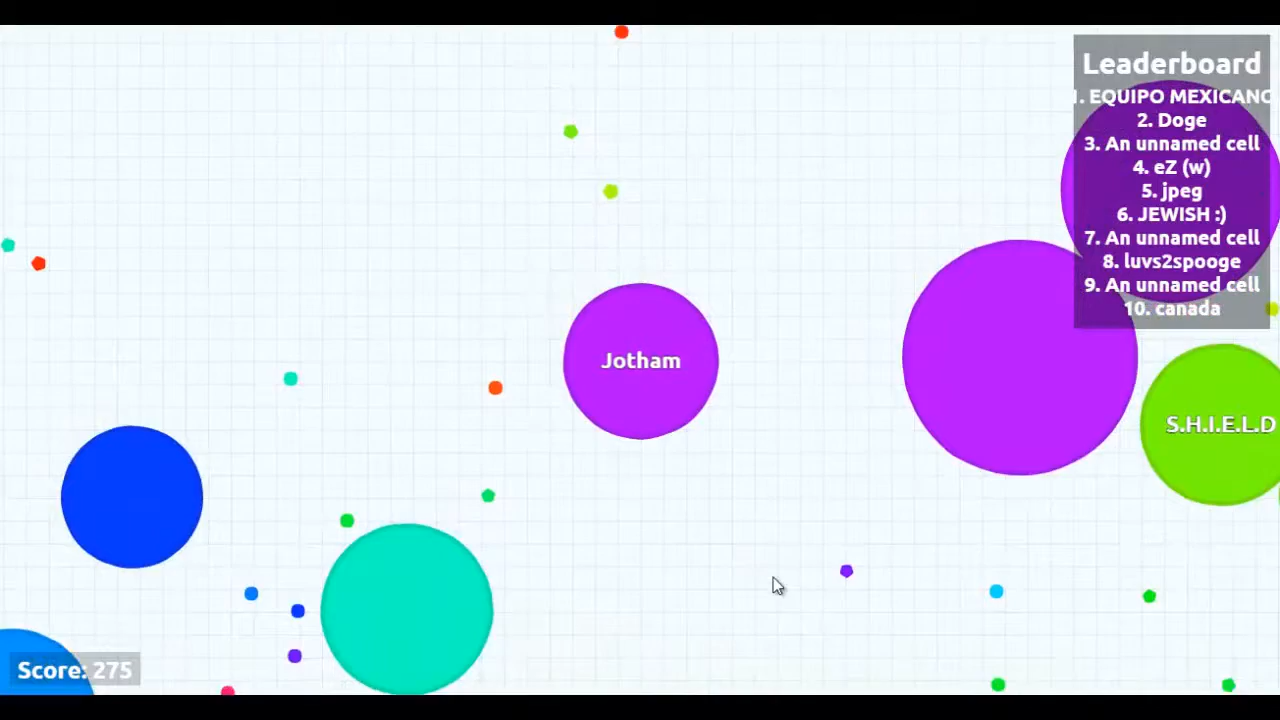 Leaderboard
1. EQUIPO MEXICANO
2. Doge
3. An unnamed cell
4. eZ (w)
5. jpeg
6. JEWISH :)
7. An unnamed cell
8. luvs2spooge
9. An unnamed cell
10. canada
Jotham
S.H.I.E.L.D
Score: 275